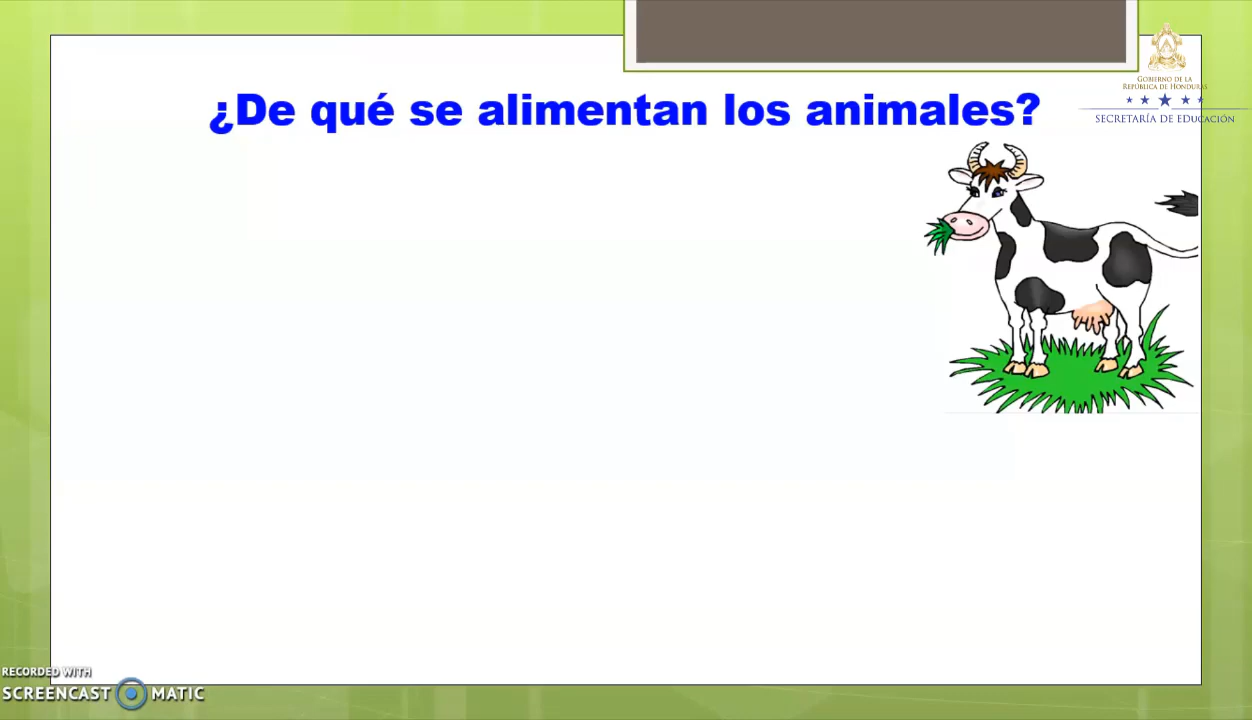 GOBIERNO DE LA
REPÚBLICA DE HONDURAS
SECRETARÍA DE EDUCACIÓN
¿De qué se alimentan los animales?
RECORDED WITH
SCREENCAST MATIC